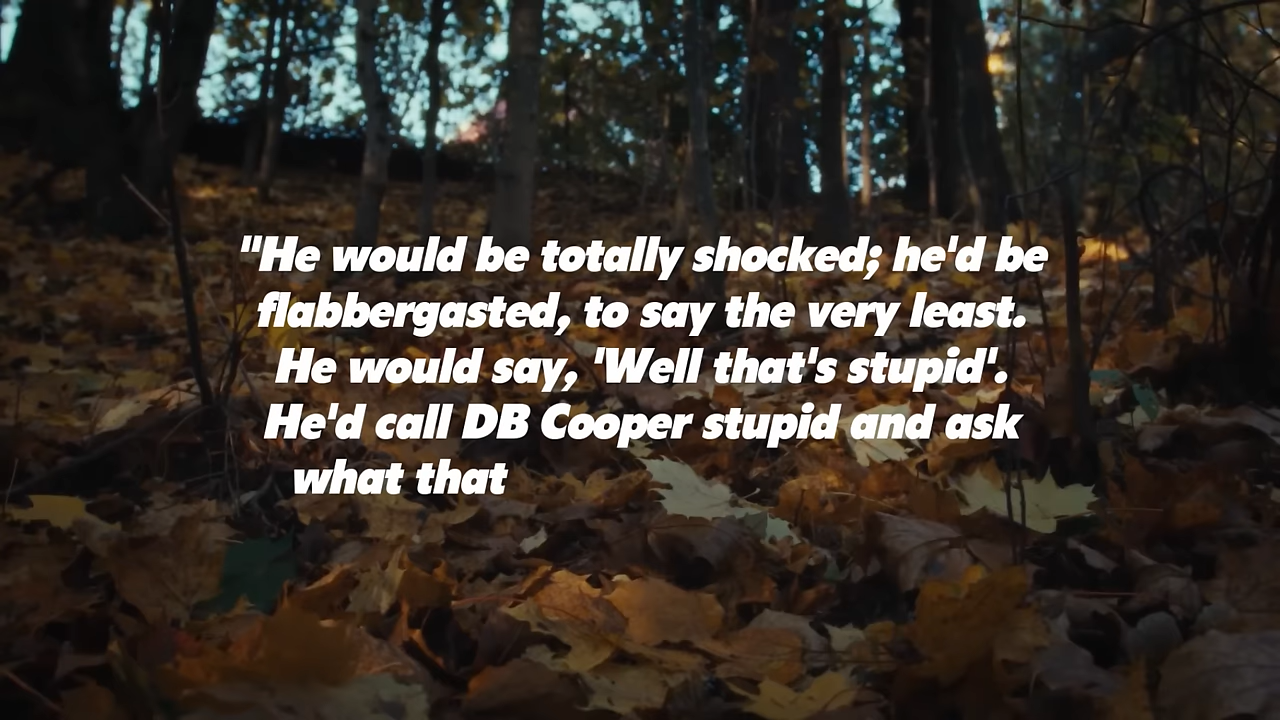 "He would be totally shocked; he'd be
flabbergasted, to say the very least.
He would say, 'Well that's stupid'.
He'd call DB Cooper stupid and ask
what that